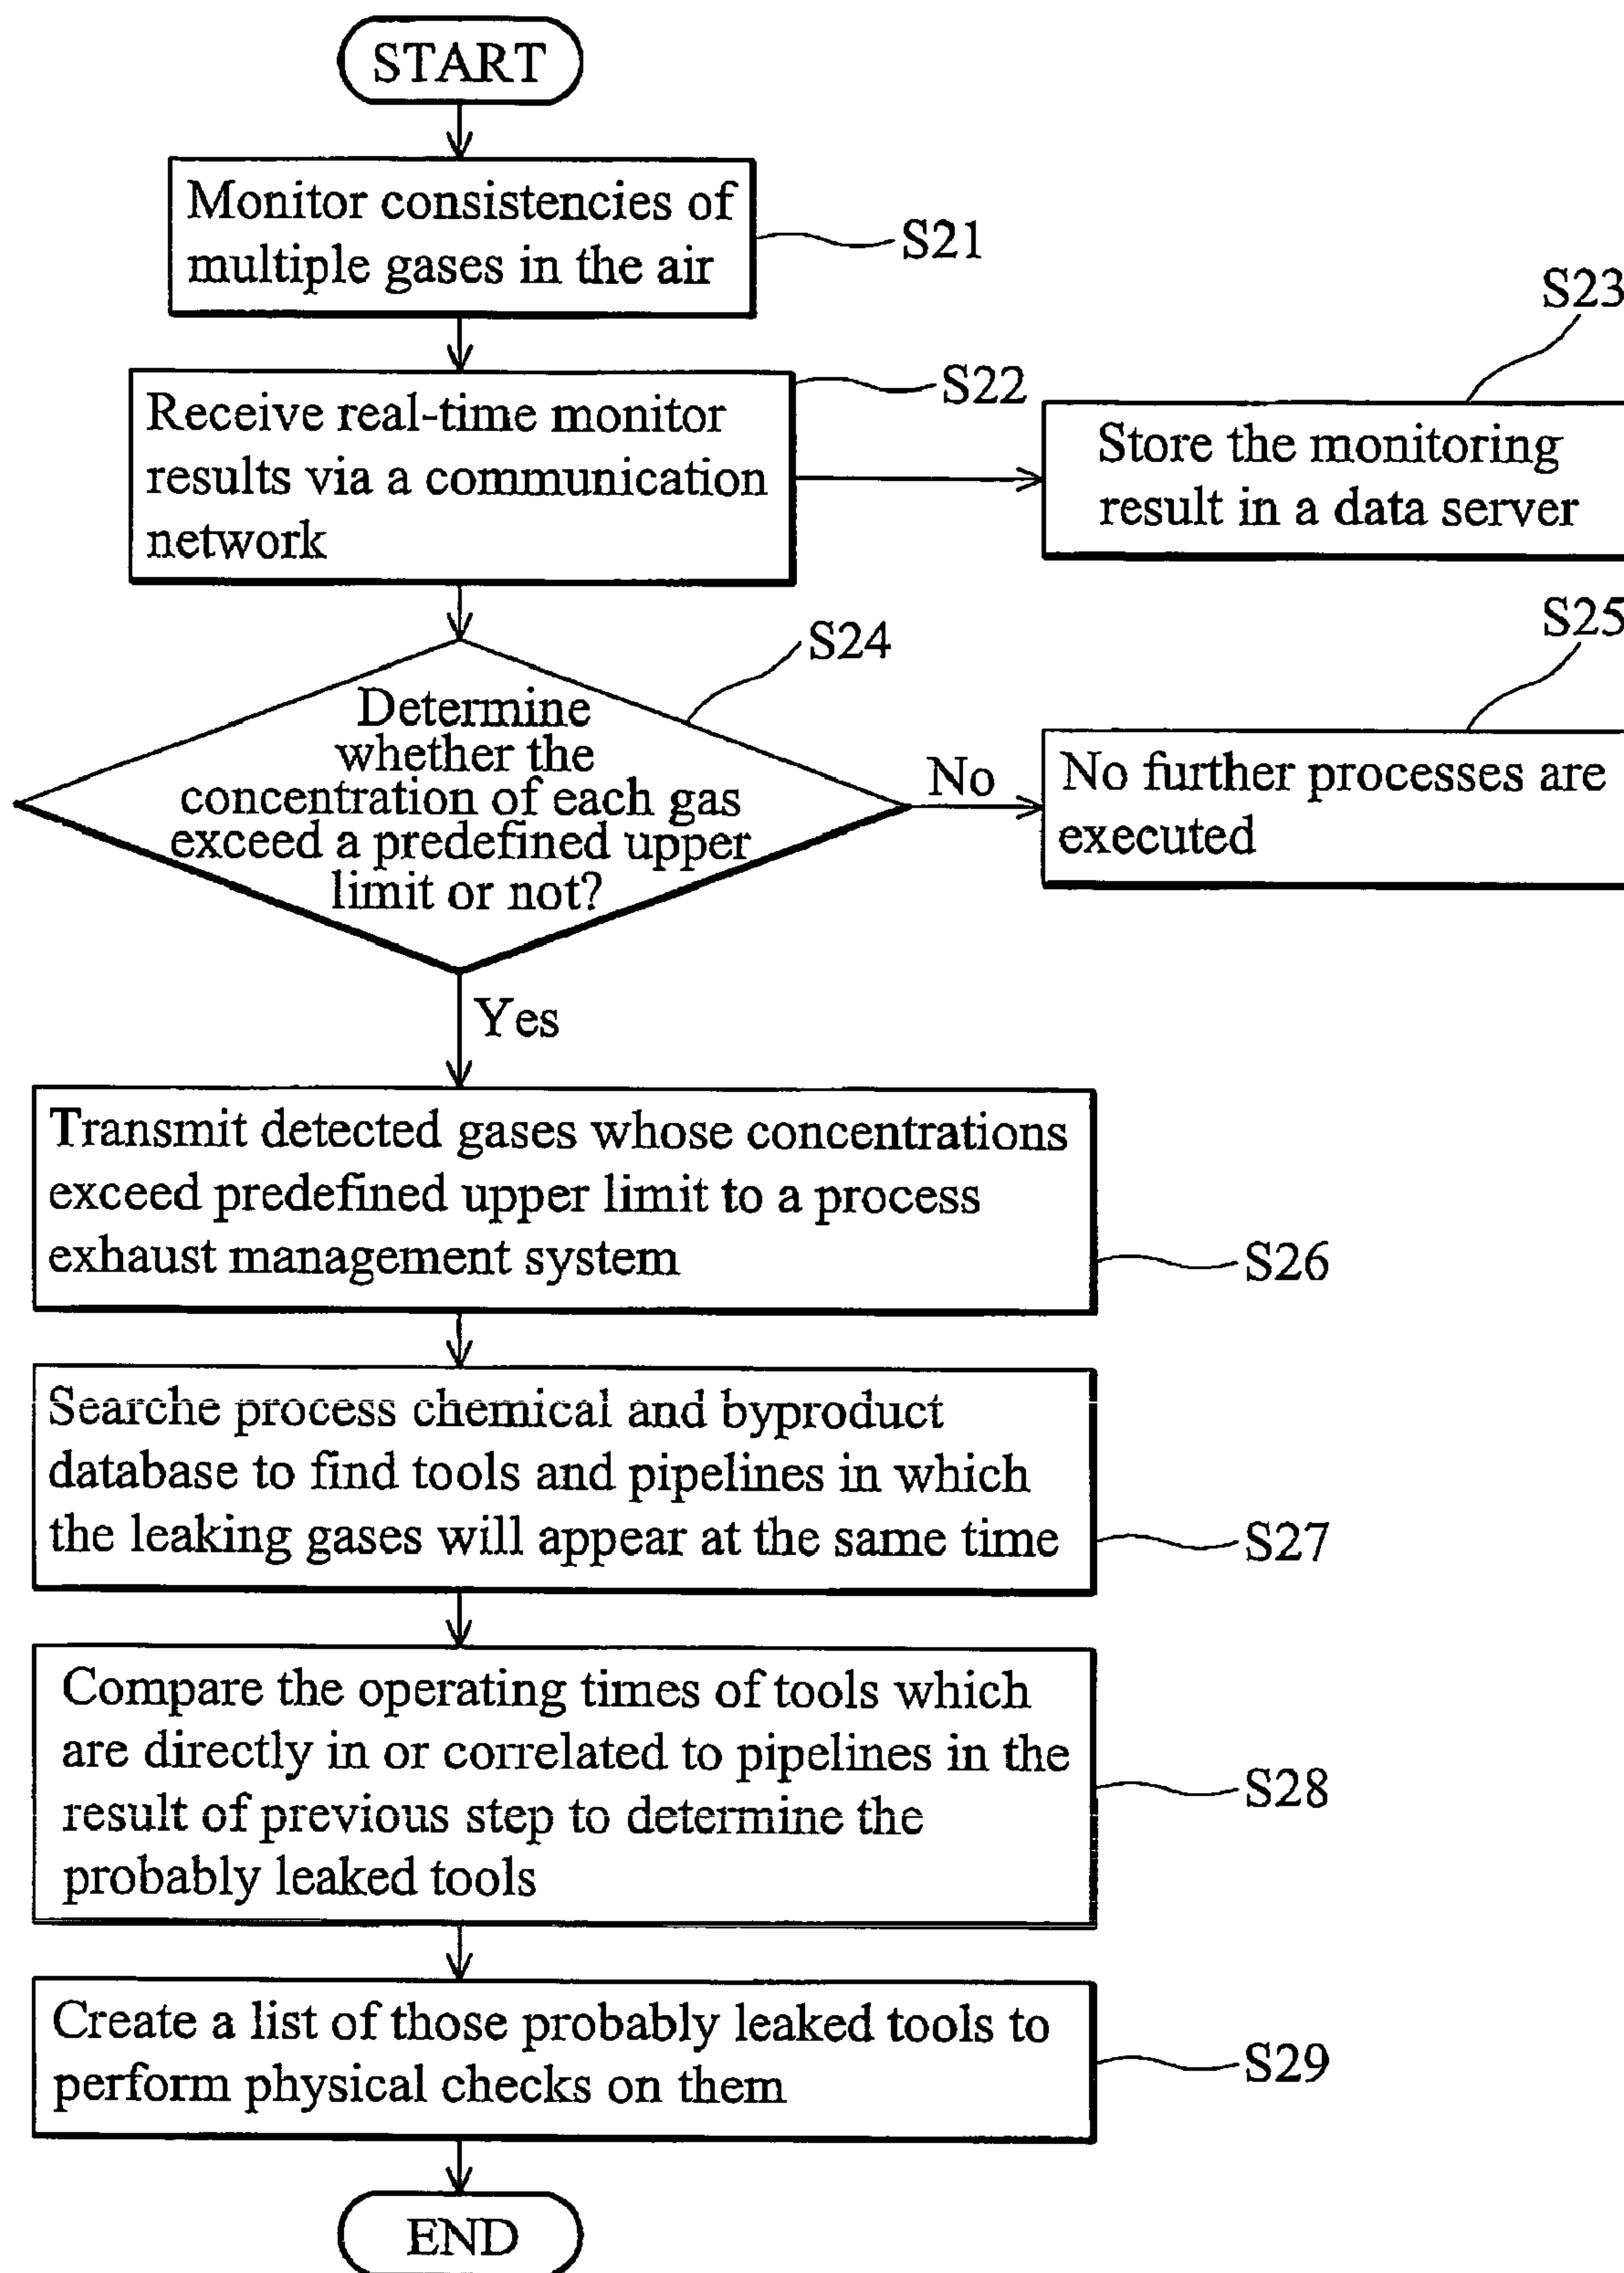 START
Monitor consistencies of
multiple gases in the air
S21
S23
Receive real-time monitor
results via a communication
network
S22
Store the monitoring
result in a data server
S24
S25
Determine
whether the
concentration of each gas
exceed a predefined upper
limit or not?
No
No further processes are
executed
Yes
Transmit detected gases whose concentrations
exceed predefined upper limit to a process
exhaust management system
S26
Searche process chemical and byproduct
database to find tools and pipelines in which
the leaking gases will appear at the same time
S27
Compare the operating times of tools which
are directly in or correlated to pipelines in the
result of previous step to determine the
probably leaked tools
S28
Create a list of those probably leaked tools to
perform physical checks on them
S29
END